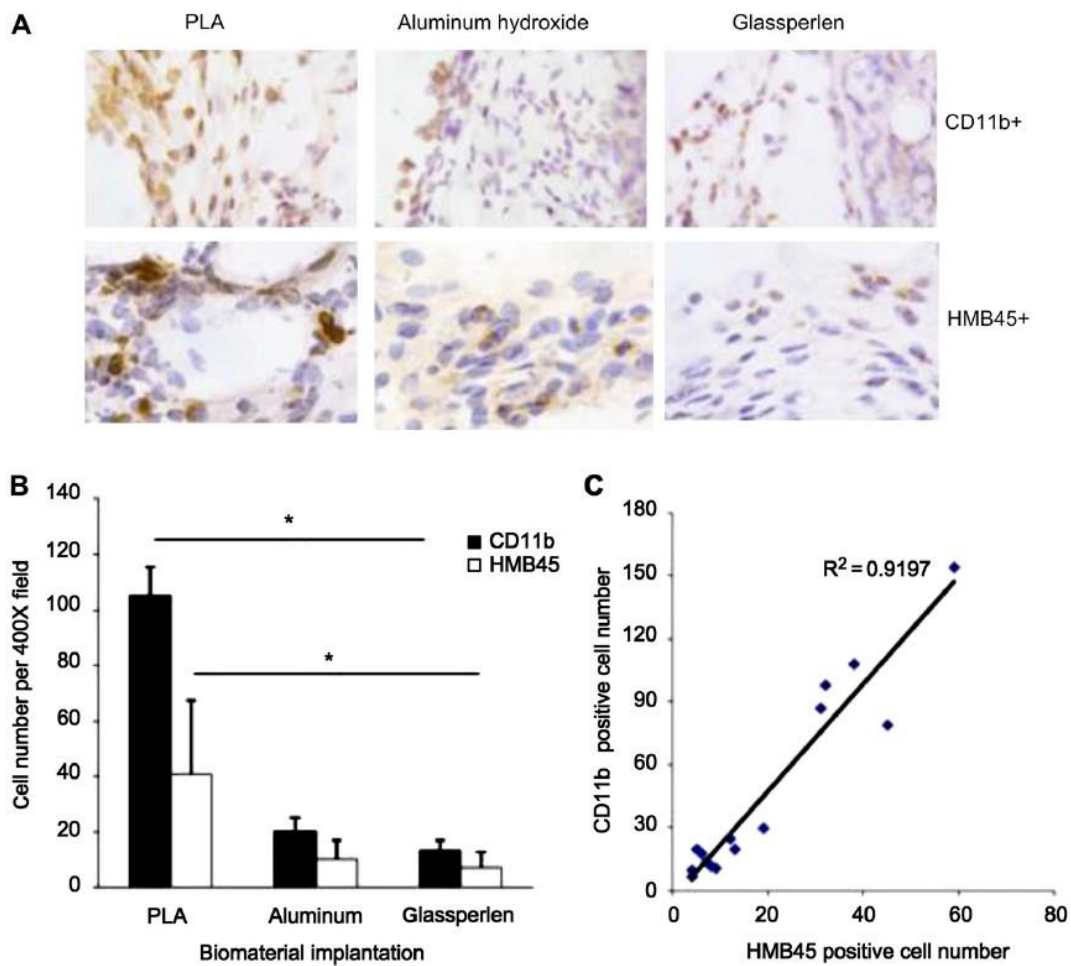 A
PLA
Aluminum hydroxide
Glassperlen
CD11b+
HMB45+
B
140
120
100
80
60
40
20
0
Cell number per 400X field
*
*
CD11b
HMB45
PLA
Aluminum
Glassperlen
Biomaterial implantation
C
180
150
120
90
60
30
0
CD11b positive cell number
R² = 0.9197
0
20
40
60
80
HMB45 positive cell number